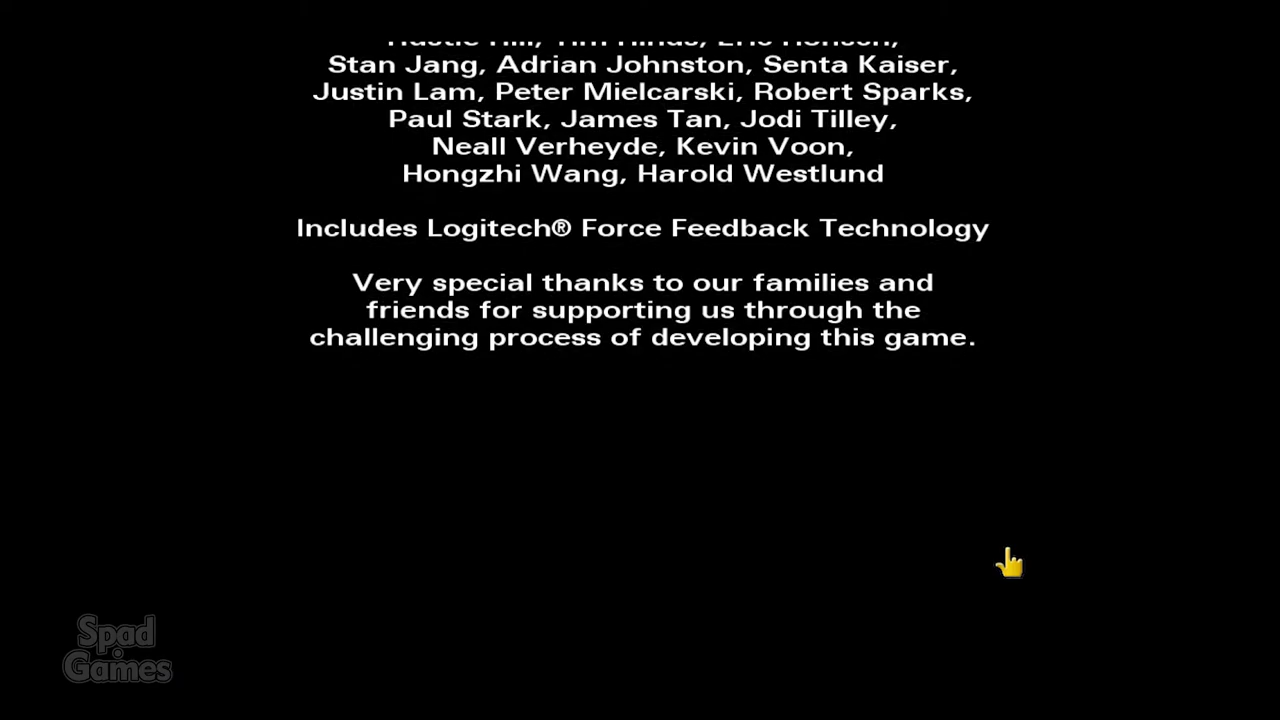 Stan Jang, Adrian Johnston, Senta Kaiser,
Justin Lam, Peter Mielcarski, Robert Sparks,
Paul Stark, James Tan, Jodi Tilley,
Neall Verheyde, Kevin Voon,
Hongzhi Wang, Harold Westlund
Includes Logitech® Force Feedback Technology
Very special thanks to our families and
friends for supporting us through the
challenging process of developing this game.
Spad
Games